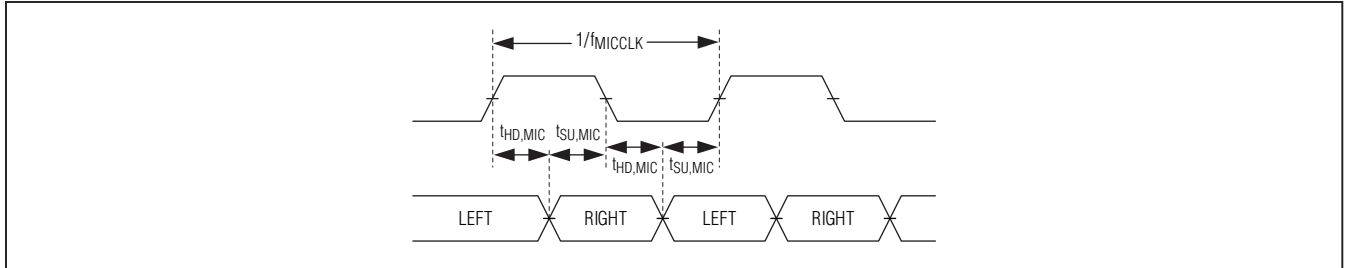 1/fMICCLK
tHD,MIC tSU,MIC
tHD,MIC tSU,MIC
LEFT RIGHT LEFT RIGHT